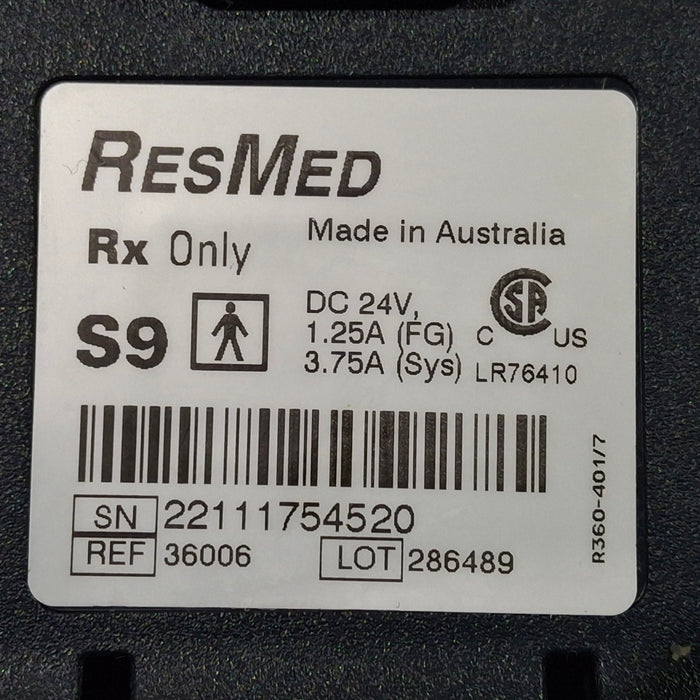 RESMED
Rx Only
Made in Australia
S9
DC 24V,
1.25A (FG)
3.75A (Sys)
C SA US
LR76410
SN 22111754520
REF 36006
LOT 286489
R360-401/7